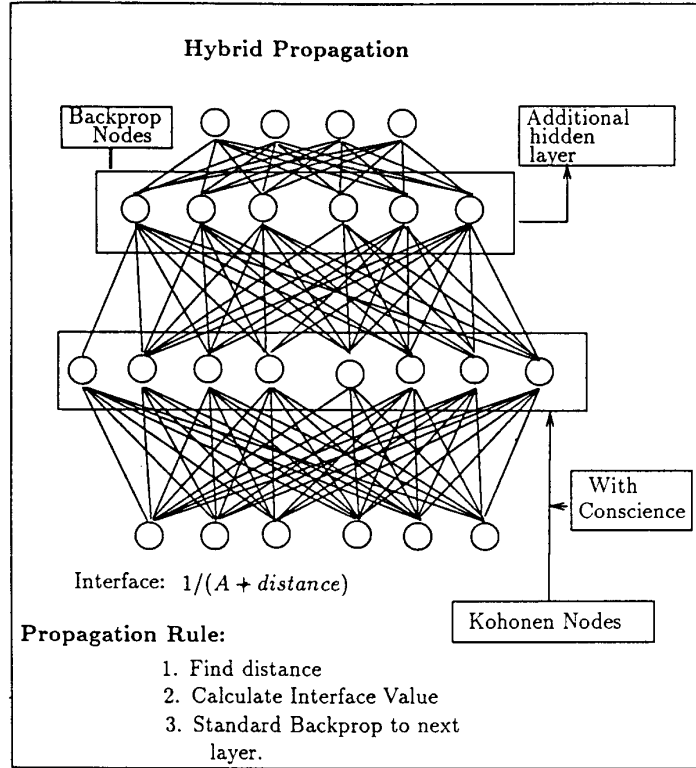 Hybrid Propagation
Backprop
Nodes
Additional
hidden
layer
With
Conscience
Interface: 1/(A + distance)
Kohonen Nodes
Propagation Rule:
1. Find distance
2. Calculate Interface Value
3. Standard Backprop to next
layer.